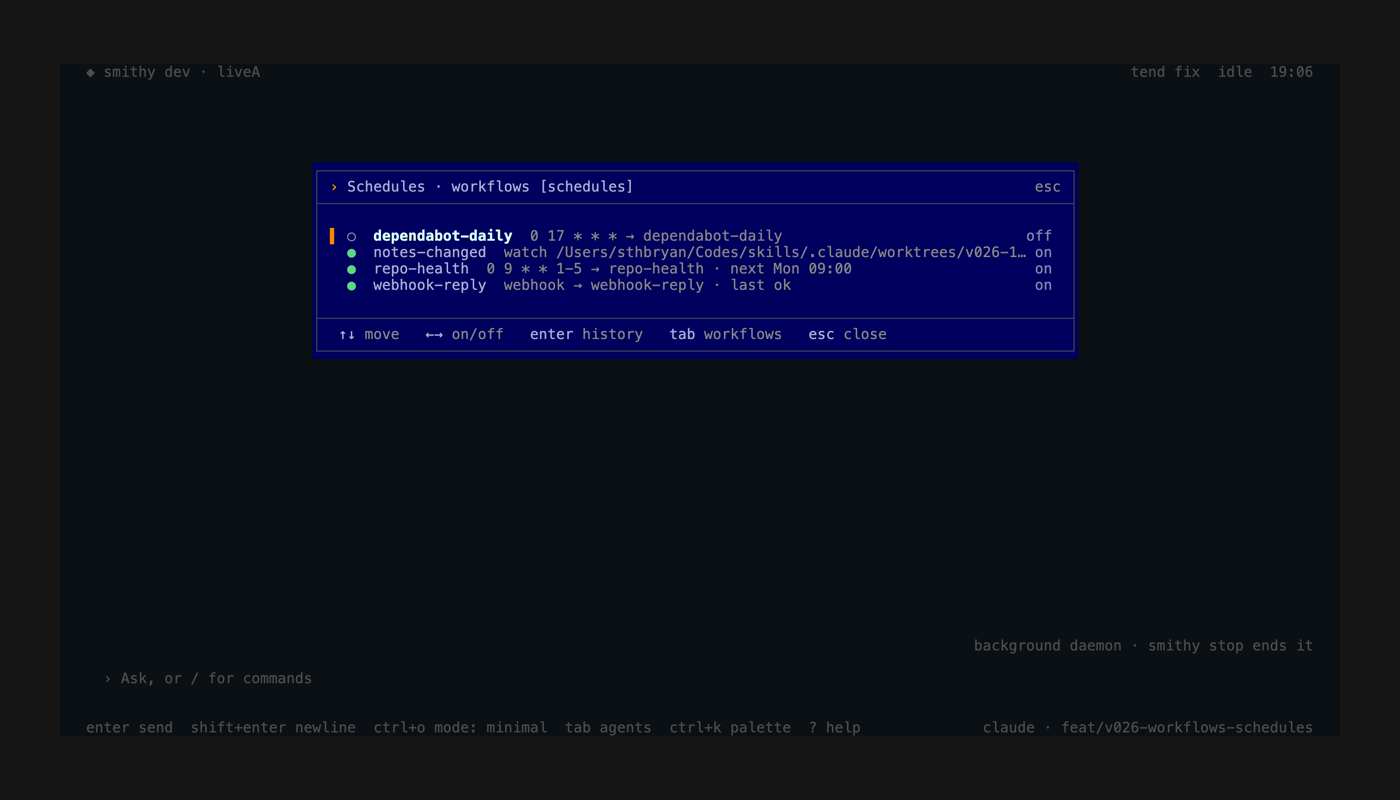 ◆ smithy dev · liveA tend fix idle 19:06
› Schedules · workflows [schedules] esc
○ dependabot-daily 0 17 * * * → dependabot-daily off
● notes-changed watch /Users/sthbryan/Codes/skills/.claude/worktrees/v026-1… on
● repo-health 0 9 * * 1-5 → repo-health · next Mon 09:00 on
● webhook-reply webhook → webhook-reply · last ok on
↑↓ move ←→ on/off enter history tab workflows esc close
background daemon · smithy stop ends it
› Ask, or / for commands
enter send shift+enter newline ctrl+o mode: minimal tab agents ctrl+k palette ? help claude · feat/v026-workflows-schedules